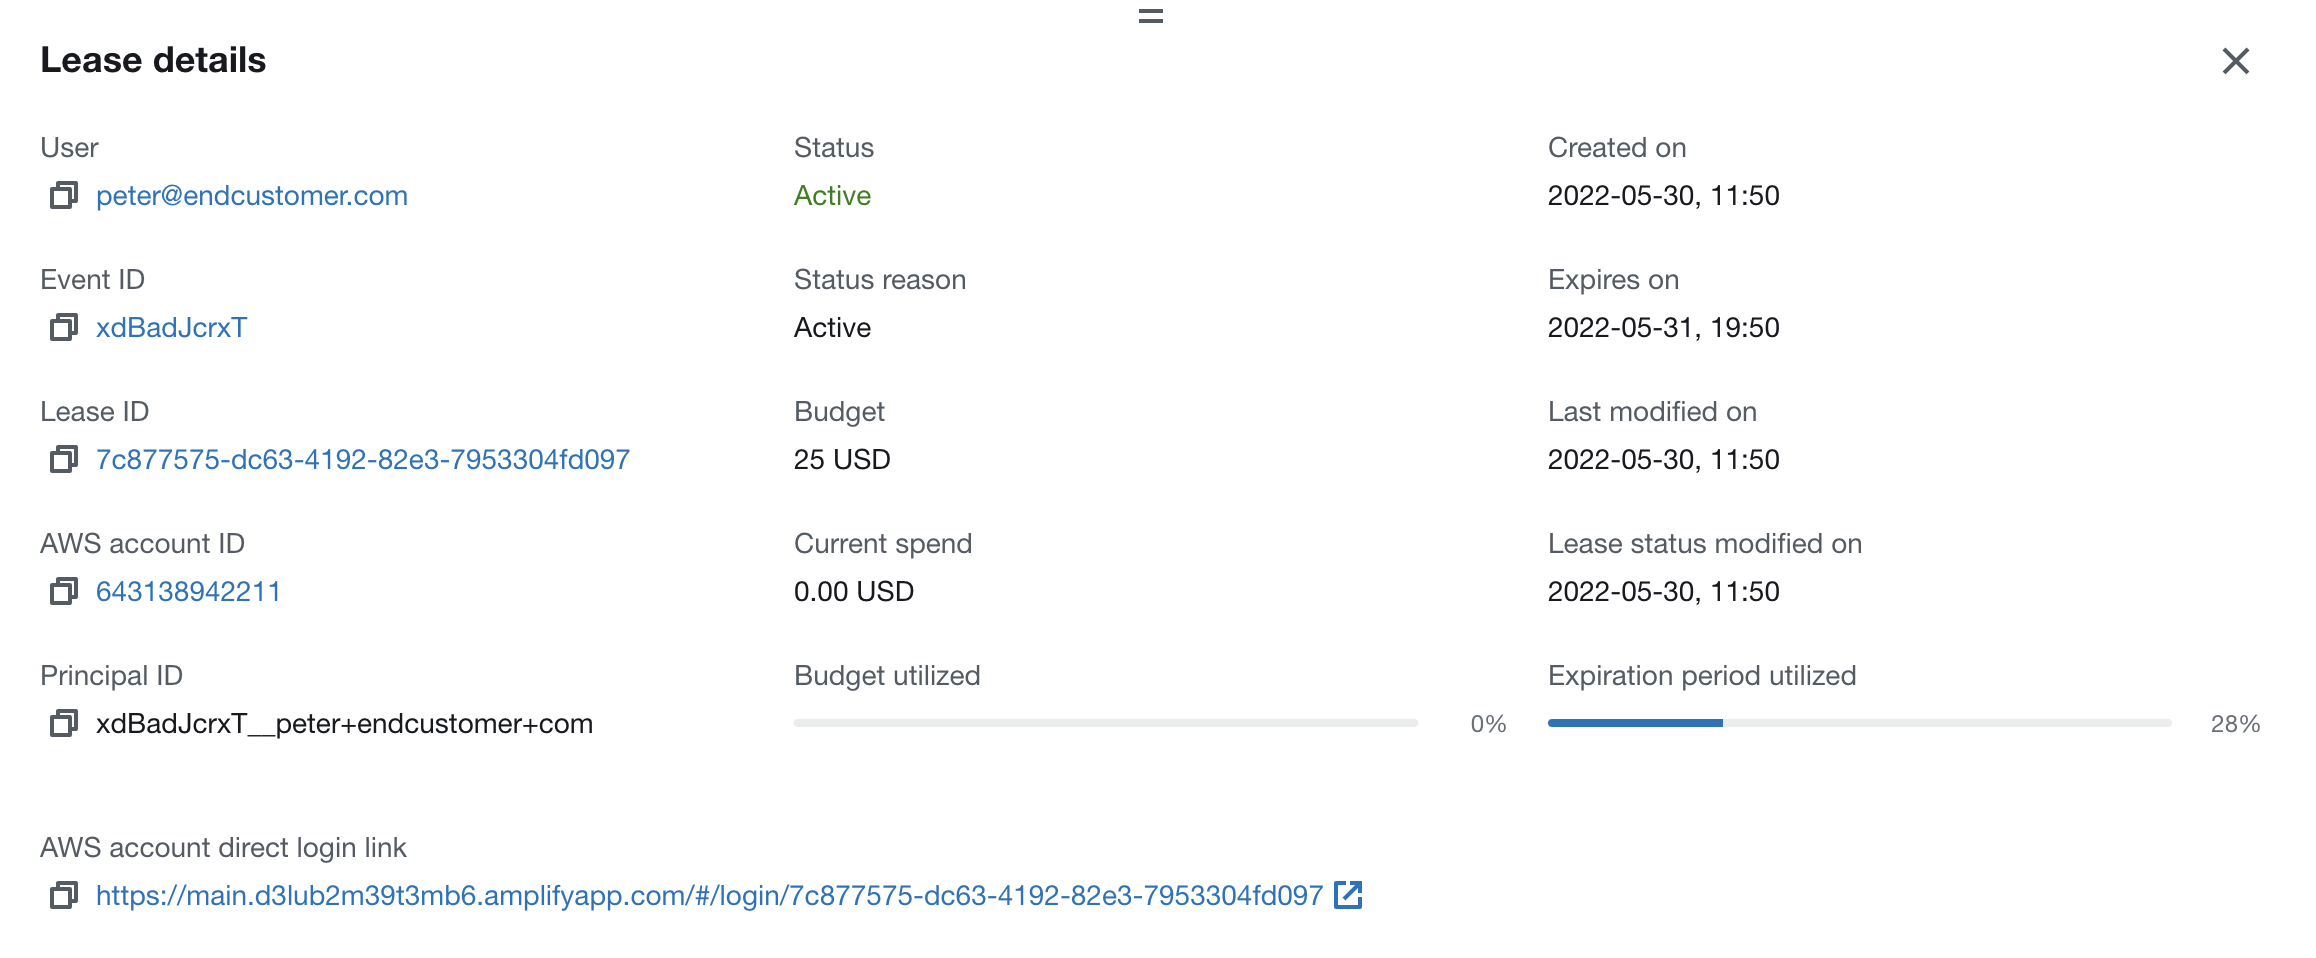 Lease details
User
peter@endcustomer.com
Event ID
xdBadJcrxT
Lease ID
7c877575-dc63-4192-82e3-7953304fd097
AWS account ID
643138942211
Principal ID
xdBadJcrxT__peter+endcustomer+com
Status
Active
Status reason
Active
Budget
25 USD
Current spend
0.00 USD
Budget utilized
0%
Created on
2022-05-30, 11:50
Expires on
2022-05-31, 19:50
Last modified on
2022-05-30, 11:50
Lease status modified on
2022-05-30, 11:50
Expiration period utilized
28%
AWS account direct login link
https://main.d3lub2m39t3mb6.amplifyapp.com/#/login/7c877575-dc63-4192-82e3-7953304fd097